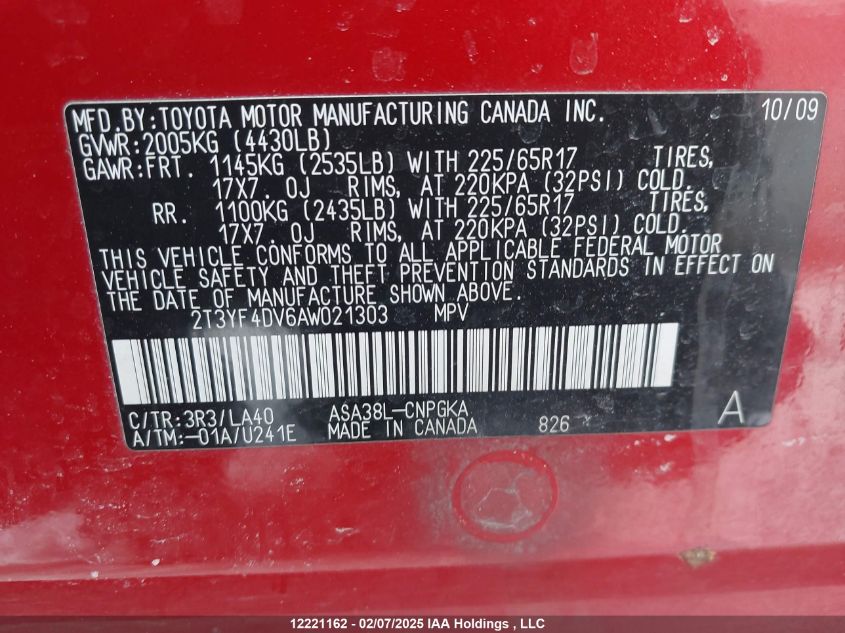 MFD.BY:TOYOTA MOTOR MANUFACTURING CANADA INC. 10/09
GVWR:2005KG (4430LB)
GAWR:FRT. 1145KG (2535LB) WITH 225/65R17 TIRES,
17X7.0J RIMS, AT 220KPA (32PSI) COLD.
RR. 1100KG (2435LB) WITH 225/65R17 TIRES,
17X7.0J RIMS, AT 220KPA (32PSI) COLD.
THIS VEHICLE CONFORMS TO ALL APPLICABLE FEDERAL MOTOR
VEHICLE SAFETY AND THEFT PREVENTION STANDARDS IN EFFECT ON
THE DATE OF MANUFACTURE SHOWN ABOVE.
2T3YF4DV6AW021303 MPV
C/TR:3R3/LA40 ASA38L-CNPGKA
A/TM:-01A/U241E MADE IN CANADA 826 A
12221162 - 02/07/2025 IAA Holdings , LLC